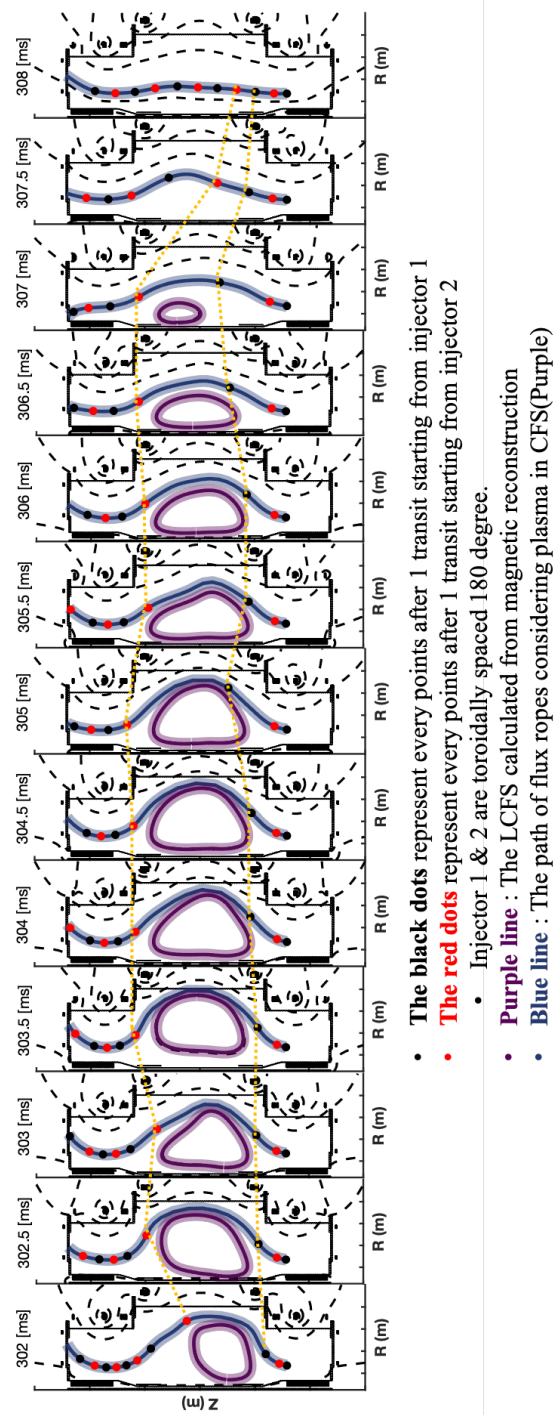 302 [ms] 302.5 [ms] 303 [ms] 303.5 [ms] 304 [ms] 304.5 [ms] 305 [ms] 305.5 [ms] 306 [ms] 306.5 [ms] 307 [ms] 307.5 [ms] 308 [ms]
Z (m)
R (m) R (m) R (m) R (m) R (m) R (m) R (m) R (m) R (m) R (m) R (m) R (m) R (m)
• The black dots represent every points after 1 transit starting from injector 1
• The red dots represent every points after 1 transit starting from injector 2
• Injector 1 & 2 are toroidally spaced 180 degree.
• Purple line : The LCFS calculated from magnetic reconstruction
• Blue line : The path of flux ropes considering plasma in CFS(Purple)